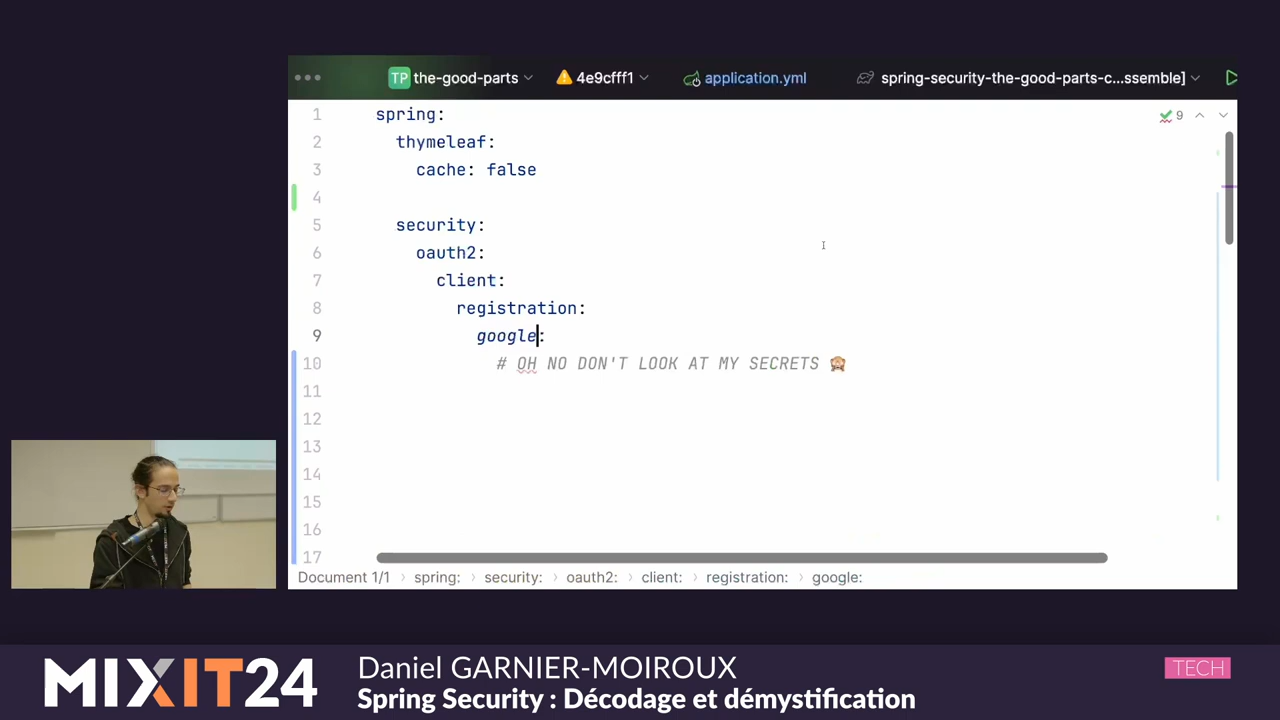 TP the-good-parts 4e9cfff1 application.yml spring-security-the-good-parts-c...ssemble]
9
1 spring:
2 thymeleaf:
3 cache: false
4
5 security:
6 oauth2:
7 client:
8 registration:
9 google:
10 # OH NO DON'T LOOK AT MY SECRETS 🙈
11
12
13
14
15
16
17
Document 1/1 › spring: › security: › oauth2: › client: › registration: › google:
MIXIT24
Daniel GARNIER-MOIROUX
TECH
Spring Security : Décodage et démystification